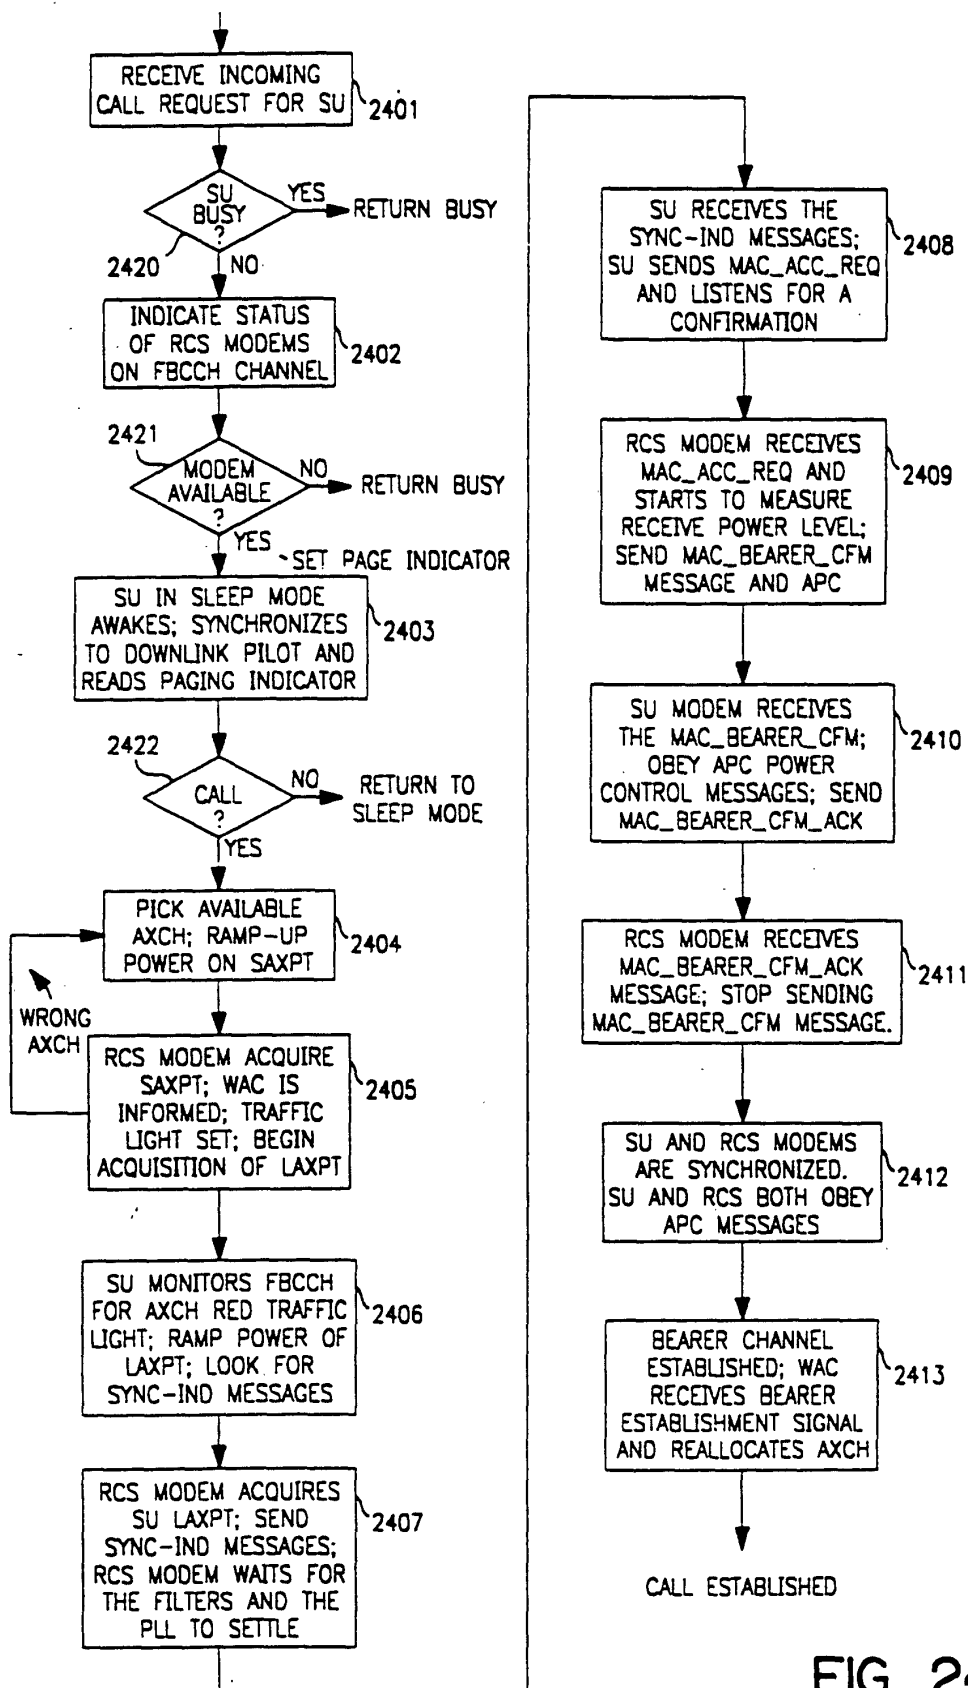 RECEIVE INCOMING
CALL REQUEST FOR SU
2401
SU
BUSY
?
YES
RETURN BUSY
2420
NO
INDICATE STATUS
OF RCS MODEMS
ON FBCCH CHANNEL
2402
2421
MODEM
AVAILABLE
?
NO
RETURN BUSY
YES
SET PAGE INDICATOR
SU IN SLEEP MODE
AWAKES; SYNCHRONIZES
TO DOWNLINK PILOT AND
READS PAGING INDICATOR
2403
2422
CALL
?
NO
RETURN TO
SLEEP MODE
YES
PICK AVAILABLE
AXCH; RAMP-UP
POWER ON SAXPT
2404
WRONG
AXCH
RCS MODEM ACQUIRE
SAXPT; WAC IS
INFORMED; TRAFFIC
LIGHT SET; BEGIN
ACQUISITION OF LAXPT
2405
SU MONITORS FBCCH
FOR AXCH RED TRAFFIC
LIGHT; RAMP POWER OF
LAXPT; LOOK FOR
SYNC-IND MESSAGES
2406
RCS MODEM ACQUIRES
SU LAXPT; SEND
SYNC-IND MESSAGES;
RCS MODEM WAITS FOR
THE FILTERS AND THE
PLL TO SETTLE
2407
SU RECEIVES THE
SYNC-IND MESSAGES;
SU SENDS MAC_ACC_REQ
AND LISTENS FOR A
CONFIRMATION
2408
RCS MODEM RECEIVES
MAC_ACC_REQ AND
STARTS TO MEASURE
RECEIVE POWER LEVEL;
SEND MAC_BEARER_CFM
MESSAGE AND APC
2409
SU MODEM RECEIVES
THE MAC_BEARER_CFM;
OBEY APC POWER
CONTROL MESSAGES; SEND
MAC_BEARER_CFM_ACK
2410
RCS MODEM RECEIVES
MAC_BEARER_CFM_ACK
MESSAGE; STOP SENDING
MAC_BEARER_CFM MESSAGE.
2411
SU AND RCS MODEMS
ARE SYNCHRONIZED.
SU AND RCS BOTH OBEY
APC MESSAGES
2412
BEARER CHANNEL
ESTABLISHED; WAC
RECEIVES BEARER
ESTABLISHMENT SIGNAL
AND REALLOCATES AXCH
2413
CALL ESTABLISHED
FIG. 24